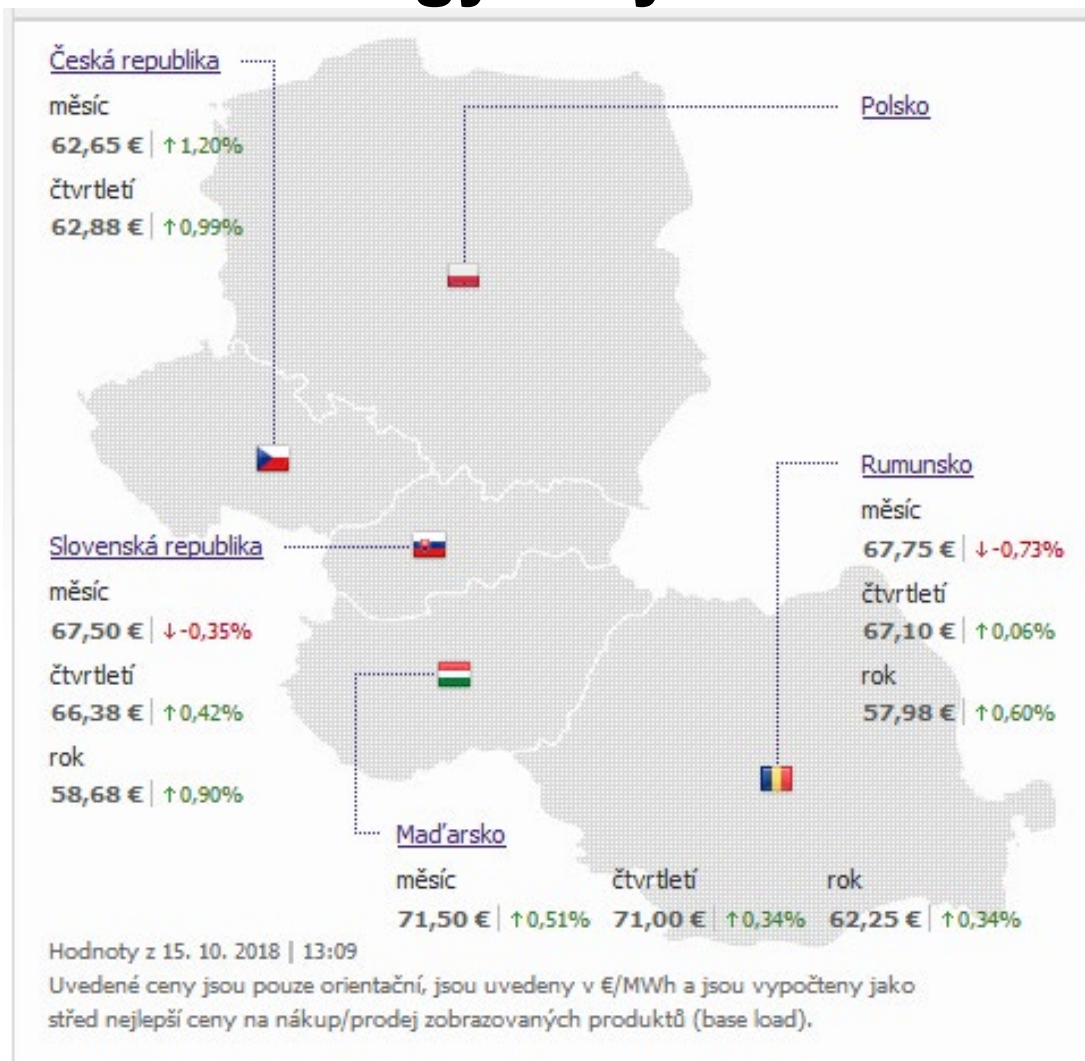 Česká republika
měsíc
62,65 € | ↑1,20%
čtvrtletí
62,88 € | ↑0,99%
Polsko
Rumunsko
měsíc
67,75 € | ↓-0,73%
čtvrtletí
67,10 € | ↑0,06%
rok
57,98 € | ↑0,60%
Slovenská republika
měsíc
67,50 € | ↓-0,35%
čtvrtletí
66,38 € | ↑0,42%
rok
58,68 € | ↑0,90%
Maďarsko
měsíc čtvrtletí rok
71,50 € | ↑0,51% 71,00 € | ↑0,34% 62,25 € | ↑0,34%
Hodnoty z 15. 10. 2018 | 13:09
Uvedené ceny jsou pouze orientační, jsou uvedeny v €/MWh a jsou vypočteny jako
střed nejlepší ceny na nákup/prodej zobrazovaných produktů (base load).